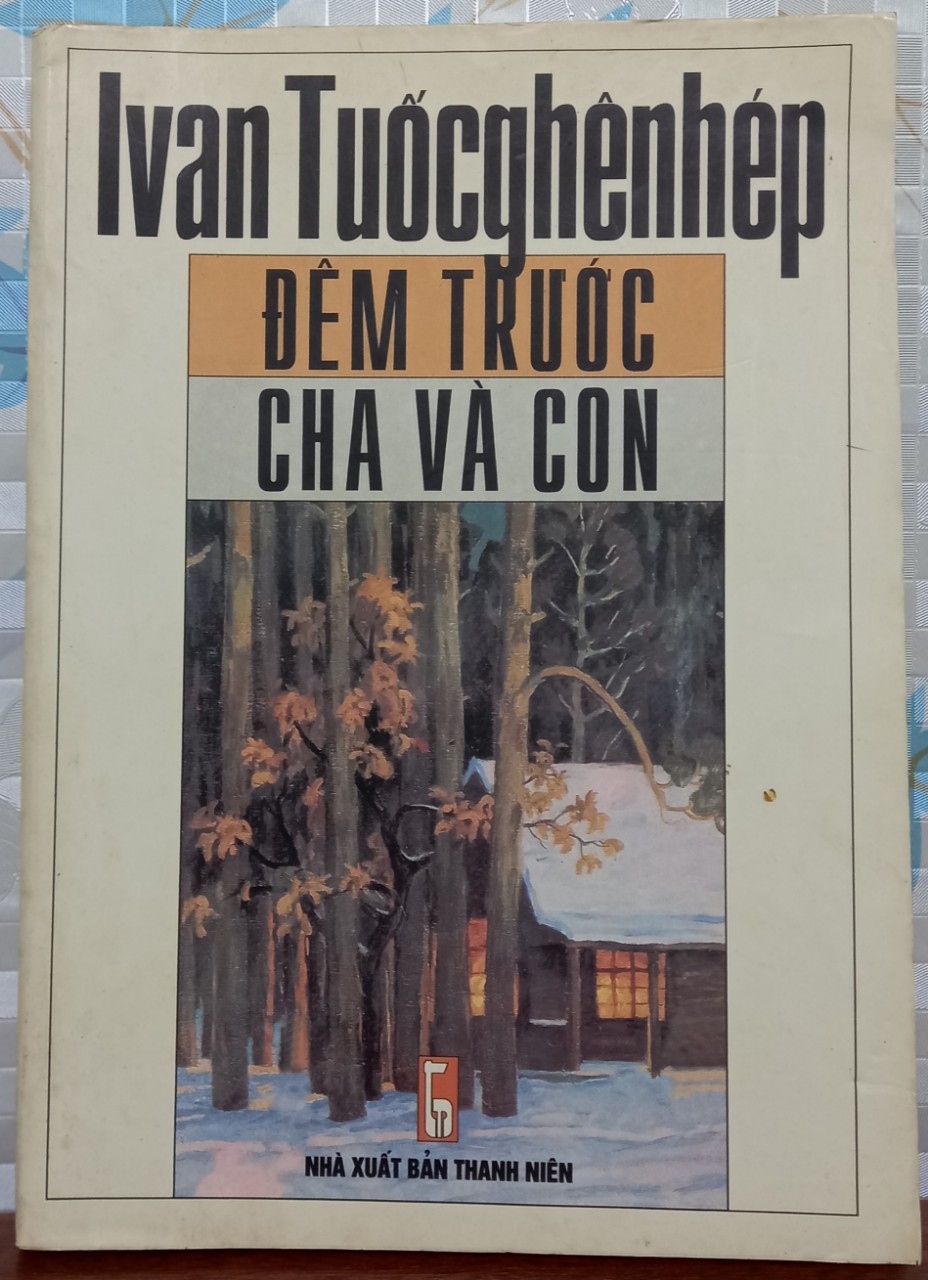 Ivan Tuốcghênhép
ĐÊM TRƯỚC
CHA VÀ CON
NHÀ XUẤT BẢN THANH NIÊN